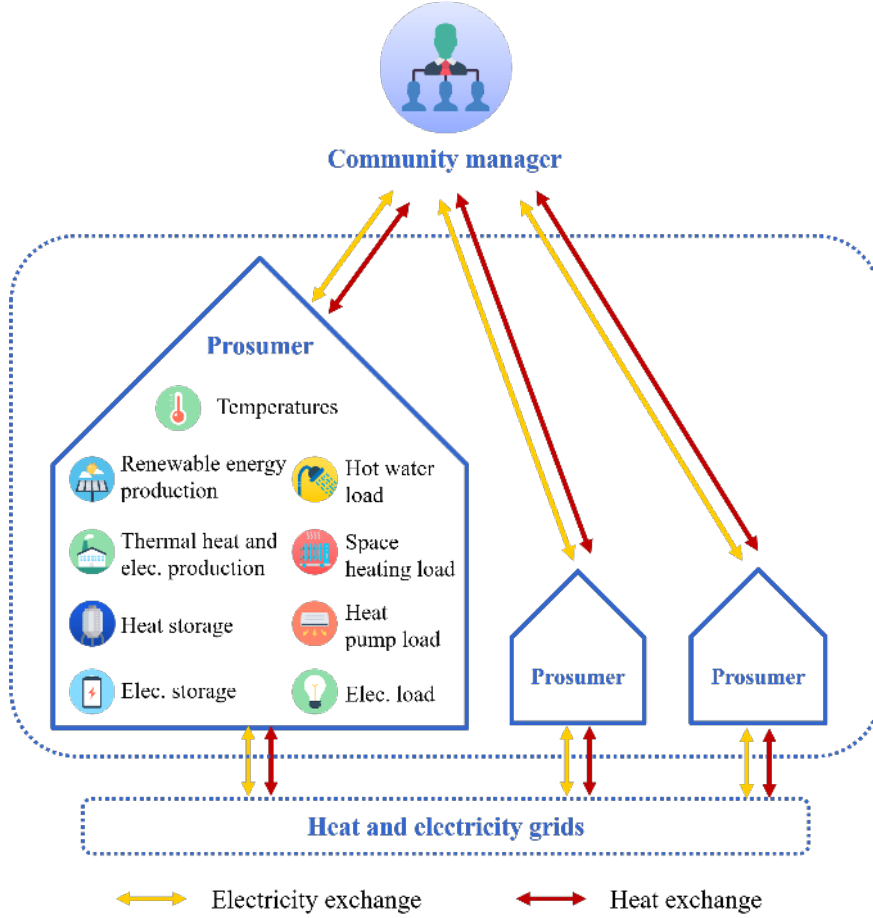 Community manager
Prosumer
Temperatures
Renewable energy
production
Hot water
load
Thermal heat and
elec. production
Space
heating load
Heat storage
Heat
pump load
Elec. storage
Elec. load
Prosumer
Prosumer
Heat and electricity grids
Electricity exchange
Heat exchange